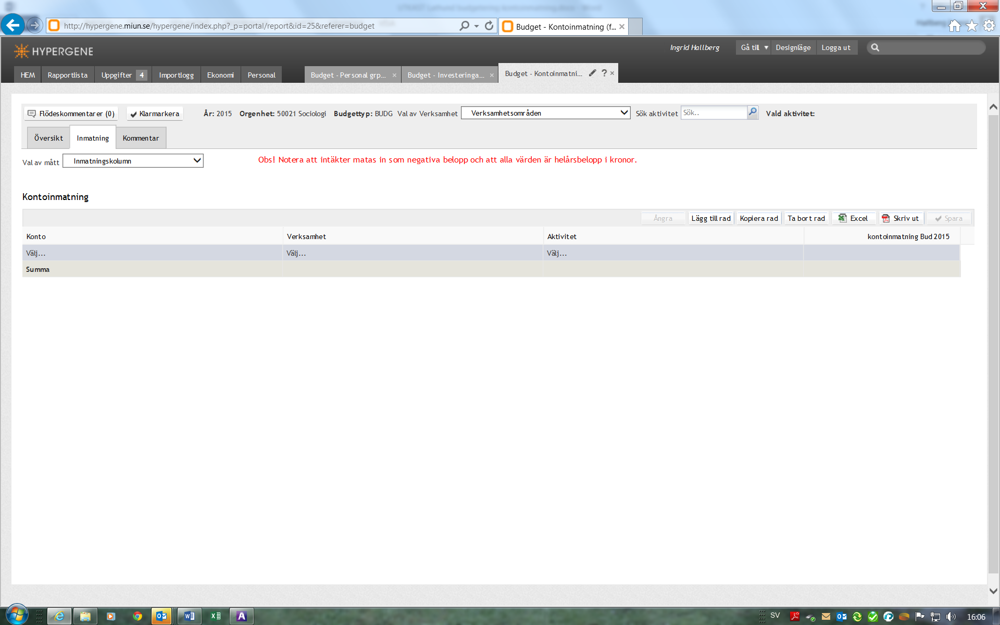 http://hypergene.miun.se/hypergene/index.php?_p=portal/report&id=25&referer=budget
Budget - Kontoinmatning (f...
HYPERGENE
Ingrid Hallberg
Gå till
Designläge
Logga ut
HEM
Rapportlista
Uppgifter 4
Importlogg
Ekonomi
Personal
Budget - Personal grp...
Budget - Investeringa...
Budget - Kontoinmatni...
Flödeskommentarer (0)
Klarmarkera
År: 2015 Orgenhet: 50021 Sociologi Budgettyp: BUDG Val av Verksamhet Verksamhetsområden Sök aktivitet Sök.. Vald aktivitet:
Översikt
Inmatning
Kommentar
Val av mått Inmatningskolumn
Obs! Notera att intäkter matas in som negativa belopp och att alla värden är helårsbelopp i kronor.
Kontoinmatning
Ångra
Lägg till rad
Kopiera rad
Ta bort rad
Excel
Skriv ut
Spara
Konto Verksamhet Aktivitet kontoinmatning Bud 2015
Välj... Välj... Välj...
Summa
SV
16:06